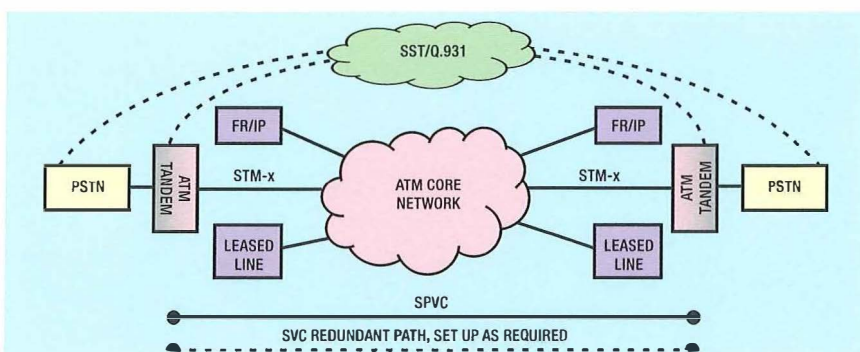 SST/Q.931
FR/IP
FR/IP
PSTN
ATM
TANDEM
STM-x
ATM CORE
NETWORK
STM-x
ATM
TANDEM
PSTN
LEASED
LINE
LEASED
LINE
SPVC
SVC REDUNDANT PATH, SET UP AS REQUIRED